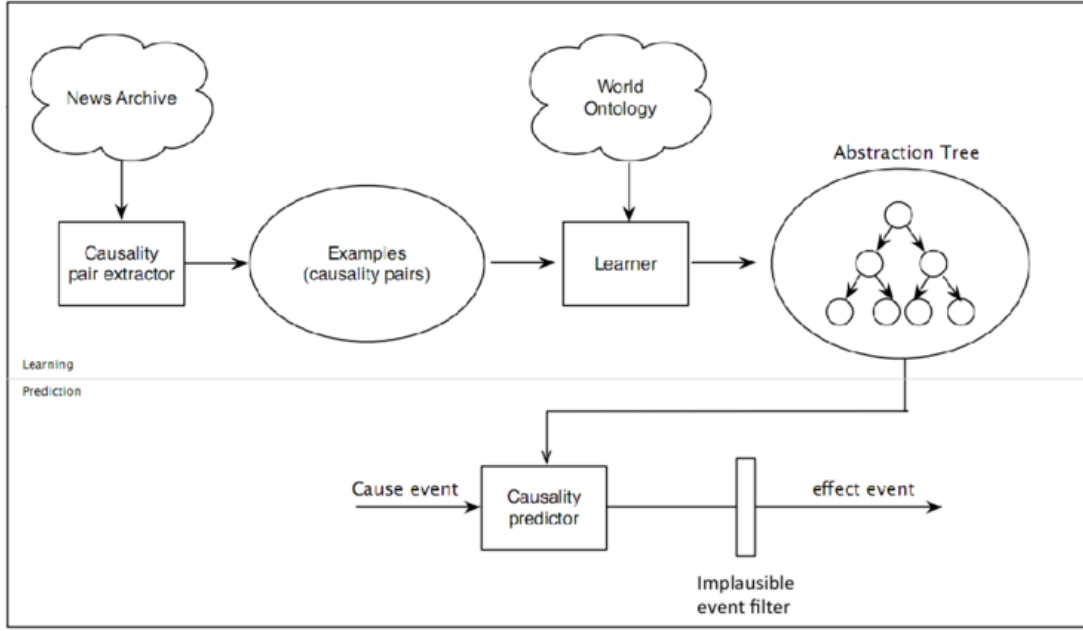 News Archive
World
Ontology
Abstraction Tree
Causality
pair extractor
Examples
(causality pairs)
Learner
Learning
Prediction
Cause event
Causality
predictor
effect event
Implausible
event filter